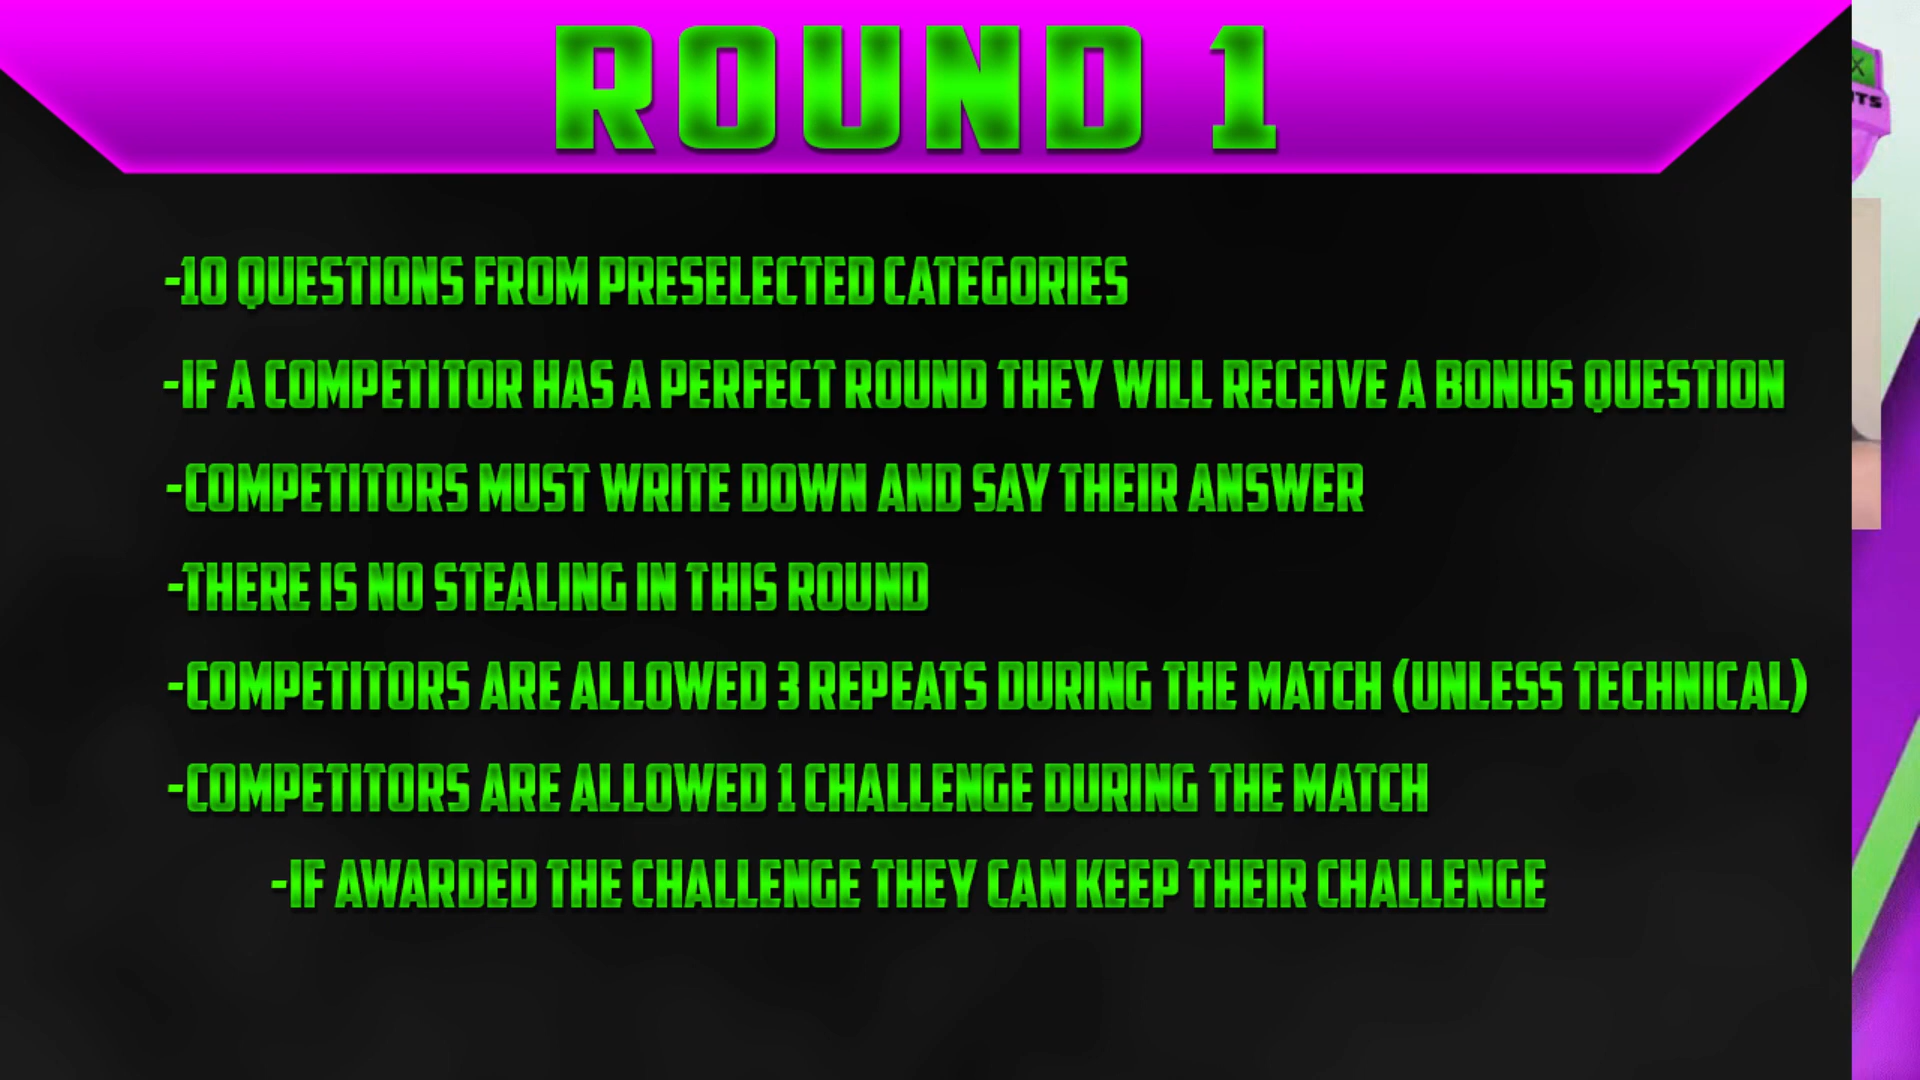 ROUND 1
-10 QUESTIONS FROM PRESELECTED CATEGORIES
-IF A COMPETITOR HAS A PERFECT ROUND THEY WILL RECEIVE A BONUS QUESTION
-COMPETITORS MUST WRITE DOWN AND SAY THEIR ANSWER
-THERE IS NO STEALING IN THIS ROUND
-COMPETITORS ARE ALLOWED 3 REPEATS DURING THE MATCH (UNLESS TECHNICAL)
-COMPETITORS ARE ALLOWED 1 CHALLENGE DURING THE MATCH
-IF AWARDED THE CHALLENGE THEY CAN KEEP THEIR CHALLENGE